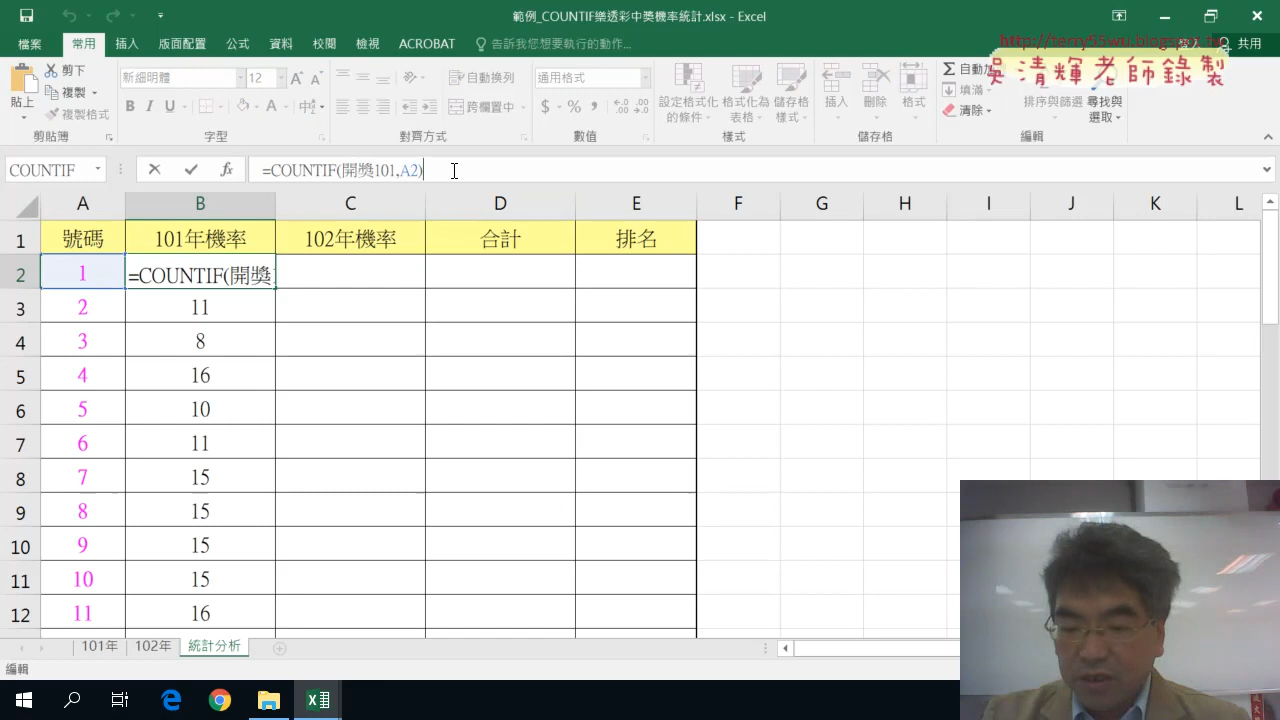 範例_COUNTIF樂透彩中獎機率統計.xlsx - Excel
http://terry55wu.blogspot.tw
吳清輝老師錄製
檔案 常用 插入 版面配置 公式 資料 校閱 檢視 ACROBAT 告訴我您想要執行的動作... 共用
貼上 剪下 複製 複製格式
新細明體 12 自動換列 跨欄置中 通用格式
B I U $ % ,
設定格式化的條件 格式化為表格 儲存格樣式 插入 刪除 格式
Σ 自動加 填滿 清除 排序與篩選 尋找與選取
剪貼簿 字型 對齊方式 數值 樣式 儲存格 編輯
COUNTIF fx =COUNTIF(開獎101,A2)
A B C D E F G H I J K L
1 號碼 101年機率 102年機率 合計 排名
2 1 =COUNTIF(開獎
3 2 11
4 3 8
5 4 16
6 5 10
7 6 11
8 7 15
9 8 15
10 9 15
11 10 15
12 11 16
101年 102年 統計分析
編輯